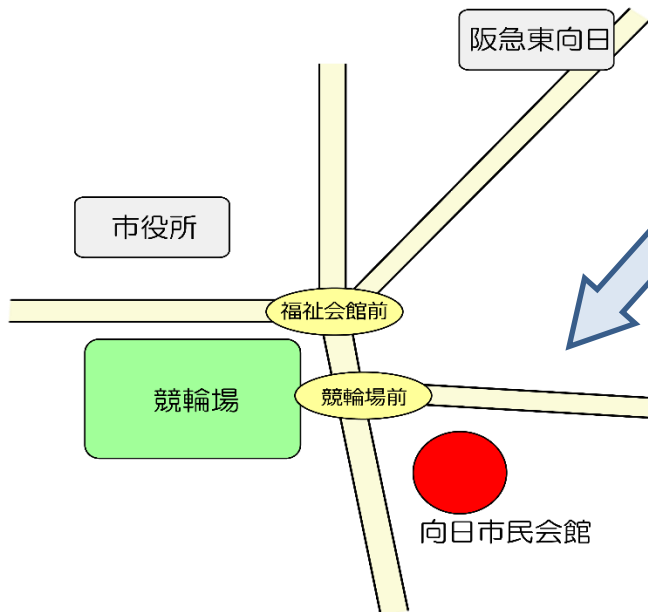 阪急東向日
市役所
福祉会館前
競輪場
競輪場前
向日市民会館